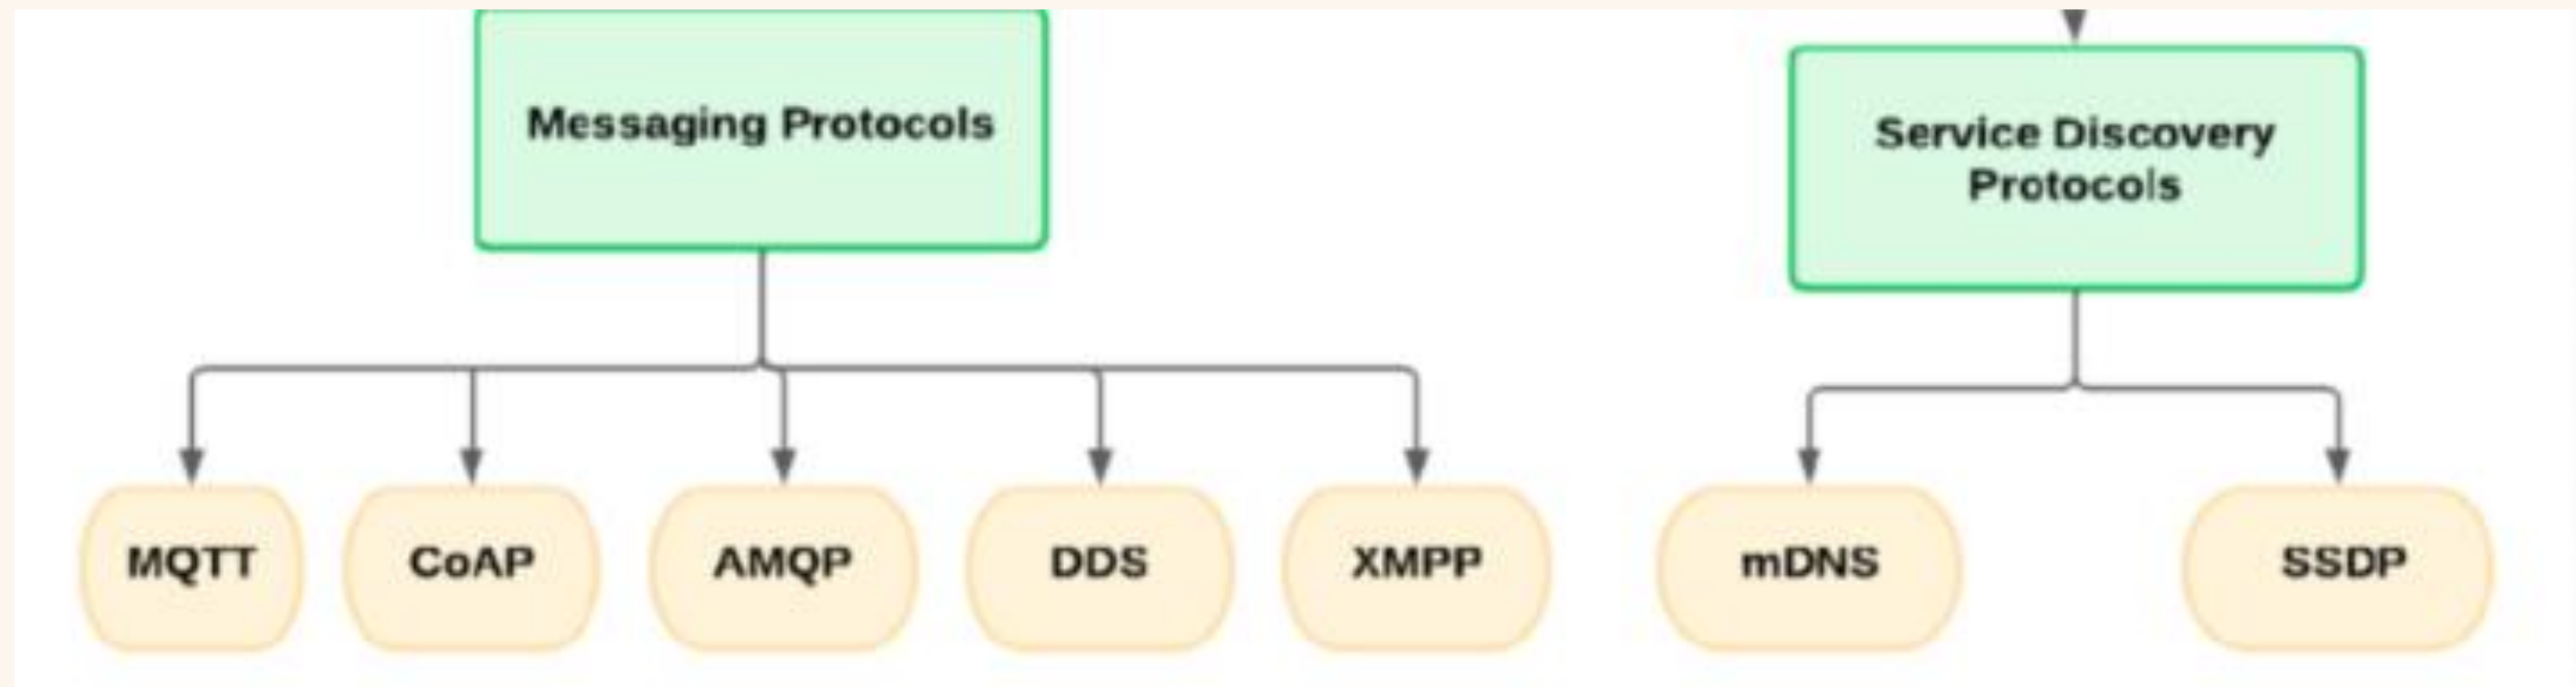 Messaging Protocols
Service Discovery
Protocols
MQTT
CoAP
AMQP
DDS
XMPP
mDNS
SSDP